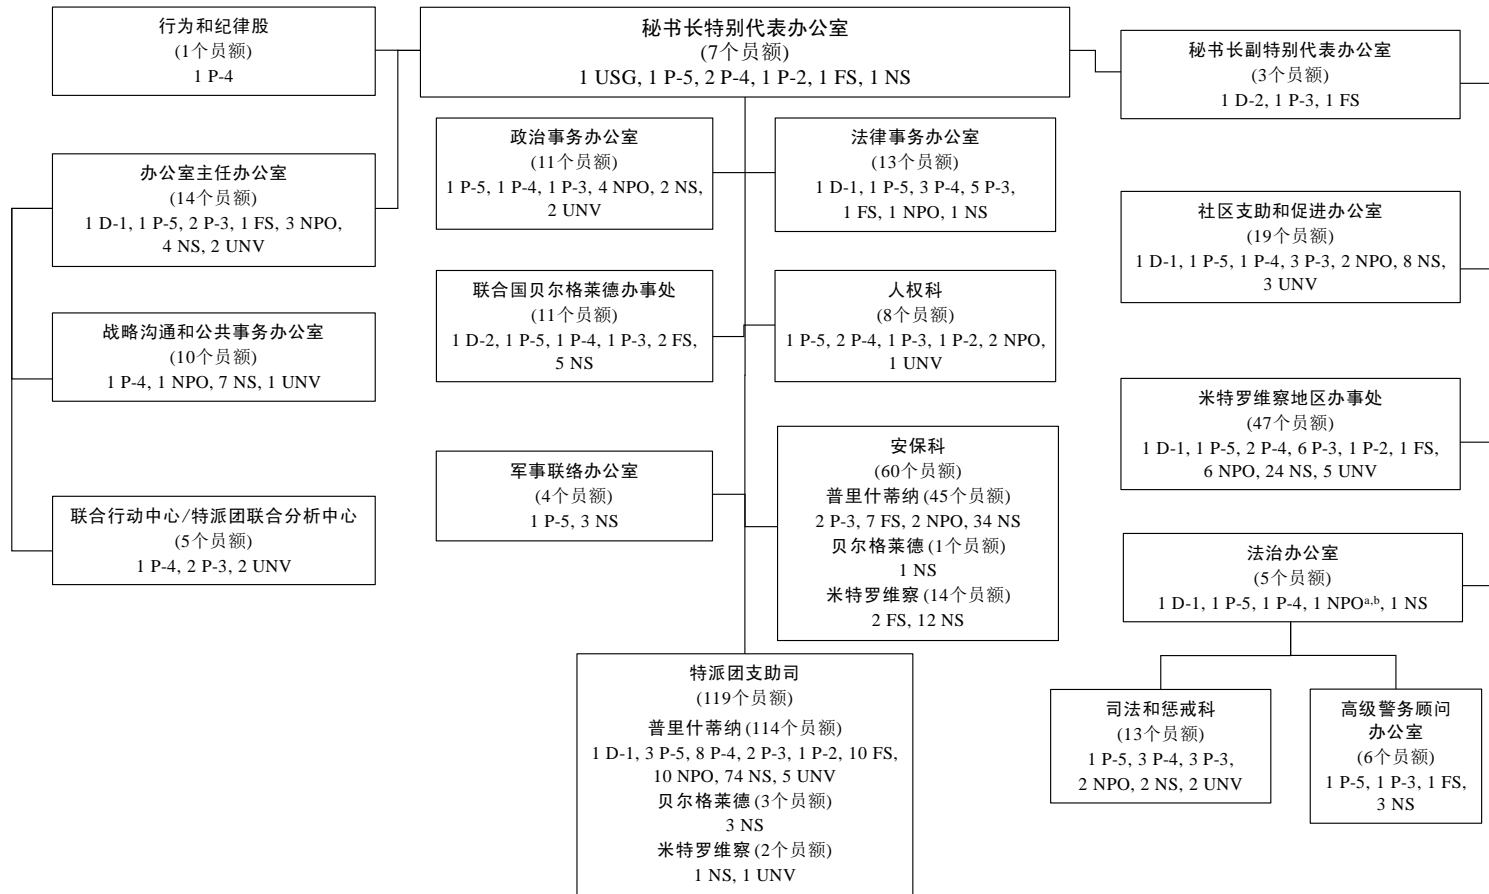 行为和纪律股
(1个员额)
1 P-4
秘书长特别代表办公室
(7个员额)
1 USG, 1 P-5, 2 P-4, 1 P-2, 1 FS, 1 NS
秘书长副特别代表办公室
(3个员额)
1 D-2, 1 P-3, 1 FS
办公室主任办公室
(14个员额)
1 D-1, 1 P-5, 2 P-3, 1 FS, 3 NPO,
4 NS, 2 UNV
政治事务办公室
(11个员额)
1 P-5, 1 P-4, 1 P-3, 4 NPO, 2 NS,
2 UNV
法律事务办公室
(13个员额)
1 D-1, 1 P-5, 3 P-4, 5 P-3,
1 FS, 1 NPO, 1 NS
社区支助和促进办公室
(19个员额)
1 D-1, 1 P-5, 1 P-4, 3 P-3, 2 NPO, 8 NS,
3 UNV
战略沟通和公共事务办公室
(10个员额)
1 P-4, 1 NPO, 7 NS, 1 UNV
联合国贝尔格莱德办事处
(11个员额)
1 D-2, 1 P-5, 1 P-4, 1 P-3, 2 FS,
5 NS
人权科
(8个员额)
1 P-5, 2 P-4, 1 P-3, 1 P-2, 2 NPO,
1 UNV
米特罗维察地区办事处
(47个员额)
1 D-1, 1 P-5, 2 P-4, 6 P-3, 1 P-2, 1 FS,
6 NPO, 24 NS, 5 UNV
联合行动中心/特派团联合分析中心
(5个员额)
1 P-4, 2 P-3, 2 UNV
军事联络办公室
(4个员额)
1 P-5, 3 NS
安保科
(60个员额)
普里什蒂纳 (45个员额)
2 P-3, 7 FS, 2 NPO, 34 NS
贝尔格莱德 (1个员额)
1 NS
米特罗维察 (14个员额)
2 FS, 12 NS
法治办公室
(5个员额)
1 D-1, 1 P-5, 1 P-4, 1 NPOa,b, 1 NS
特派团支助司
(119个员额)
普里什蒂纳 (114个员额)
1 D-1, 3 P-5, 8 P-4, 2 P-3, 1 P-2, 10 FS,
10 NPO, 74 NS, 5 UNV
贝尔格莱德 (3个员额)
3 NS
米特罗维察 (2个员额)
1 NS, 1 UNV
司法和惩戒科
(13个员额)
1 P-5, 3 P-4, 3 P-3,
2 NPO, 2 NS, 2 UNV
高级警务顾问
办公室
(6个员额)
1 P-5, 1 P-3, 1 FS,
3 NS